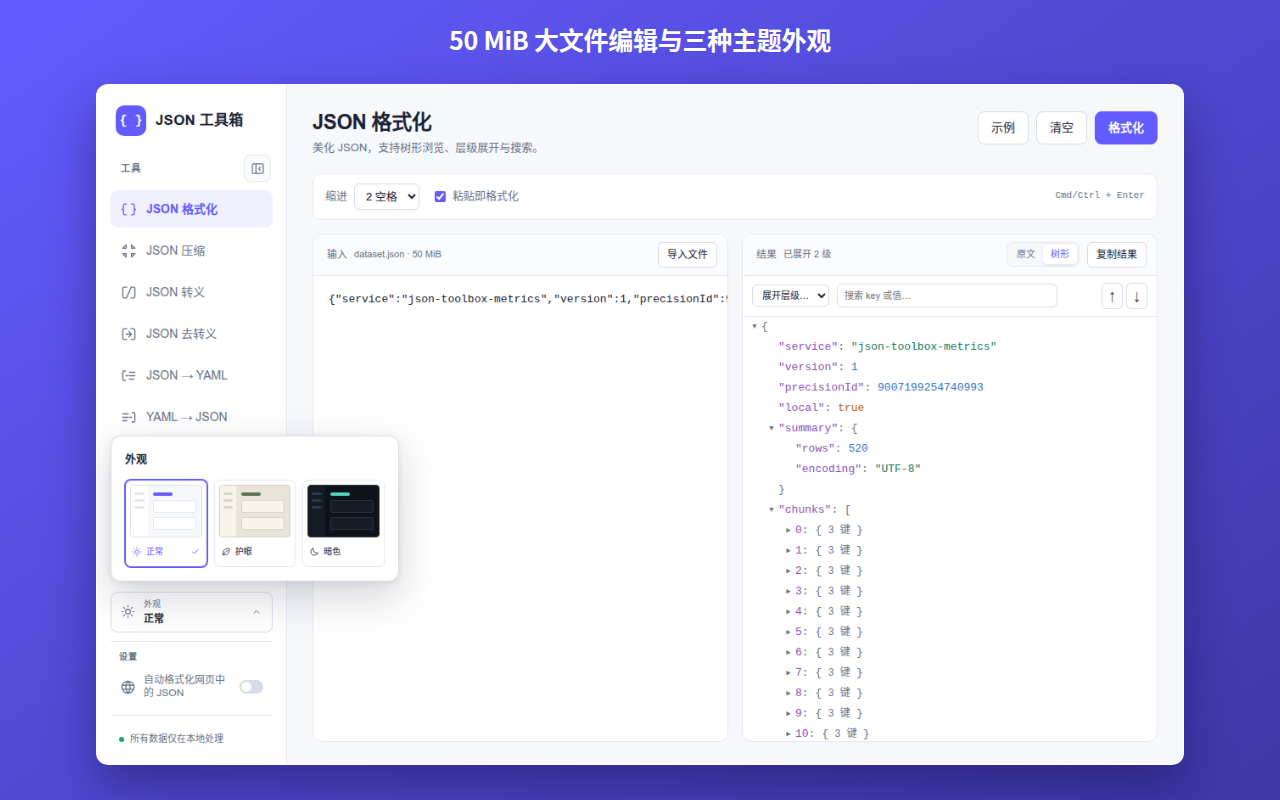 50 MiB 大文件编辑与三种主题外观
{ } JSON 工具箱
工具
{ } JSON 格式化
JSON 压缩
JSON 转义
JSON 去转义
JSON → YAML
YAML → JSON
外观
正常
护眼
暗色
外观
正常
设置
自动格式化网页中
的 JSON
所有数据仅在本地处理
JSON 格式化
美化 JSON，支持树形浏览、层级展开与搜索。
示例
清空
格式化
缩进
2 空格
粘贴即格式化
Cmd/Ctrl + Enter
输入 dataset.json · 50 MiB
导入文件
{"service":"json-toolbox-metrics","version":1,"precisionId":
结果 已展开 2 级
原文
树形
复制结果
展开层级…
搜索 key 或值…
↑
↓
▾ {
"service": "json-toolbox-metrics"
"version": 1
"precisionId": 9007199254740993
"local": true
▾ "summary": {
"rows": 520
"encoding": "UTF-8"
}
▾ "chunks": [
▸ 0: { 3 键 }
▸ 1: { 3 键 }
▸ 2: { 3 键 }
▸ 3: { 3 键 }
▸ 4: { 3 键 }
▸ 5: { 3 键 }
▸ 6: { 3 键 }
▸ 7: { 3 键 }
▸ 8: { 3 键 }
▸ 9: { 3 键 }
▸ 10: { 3 键 }